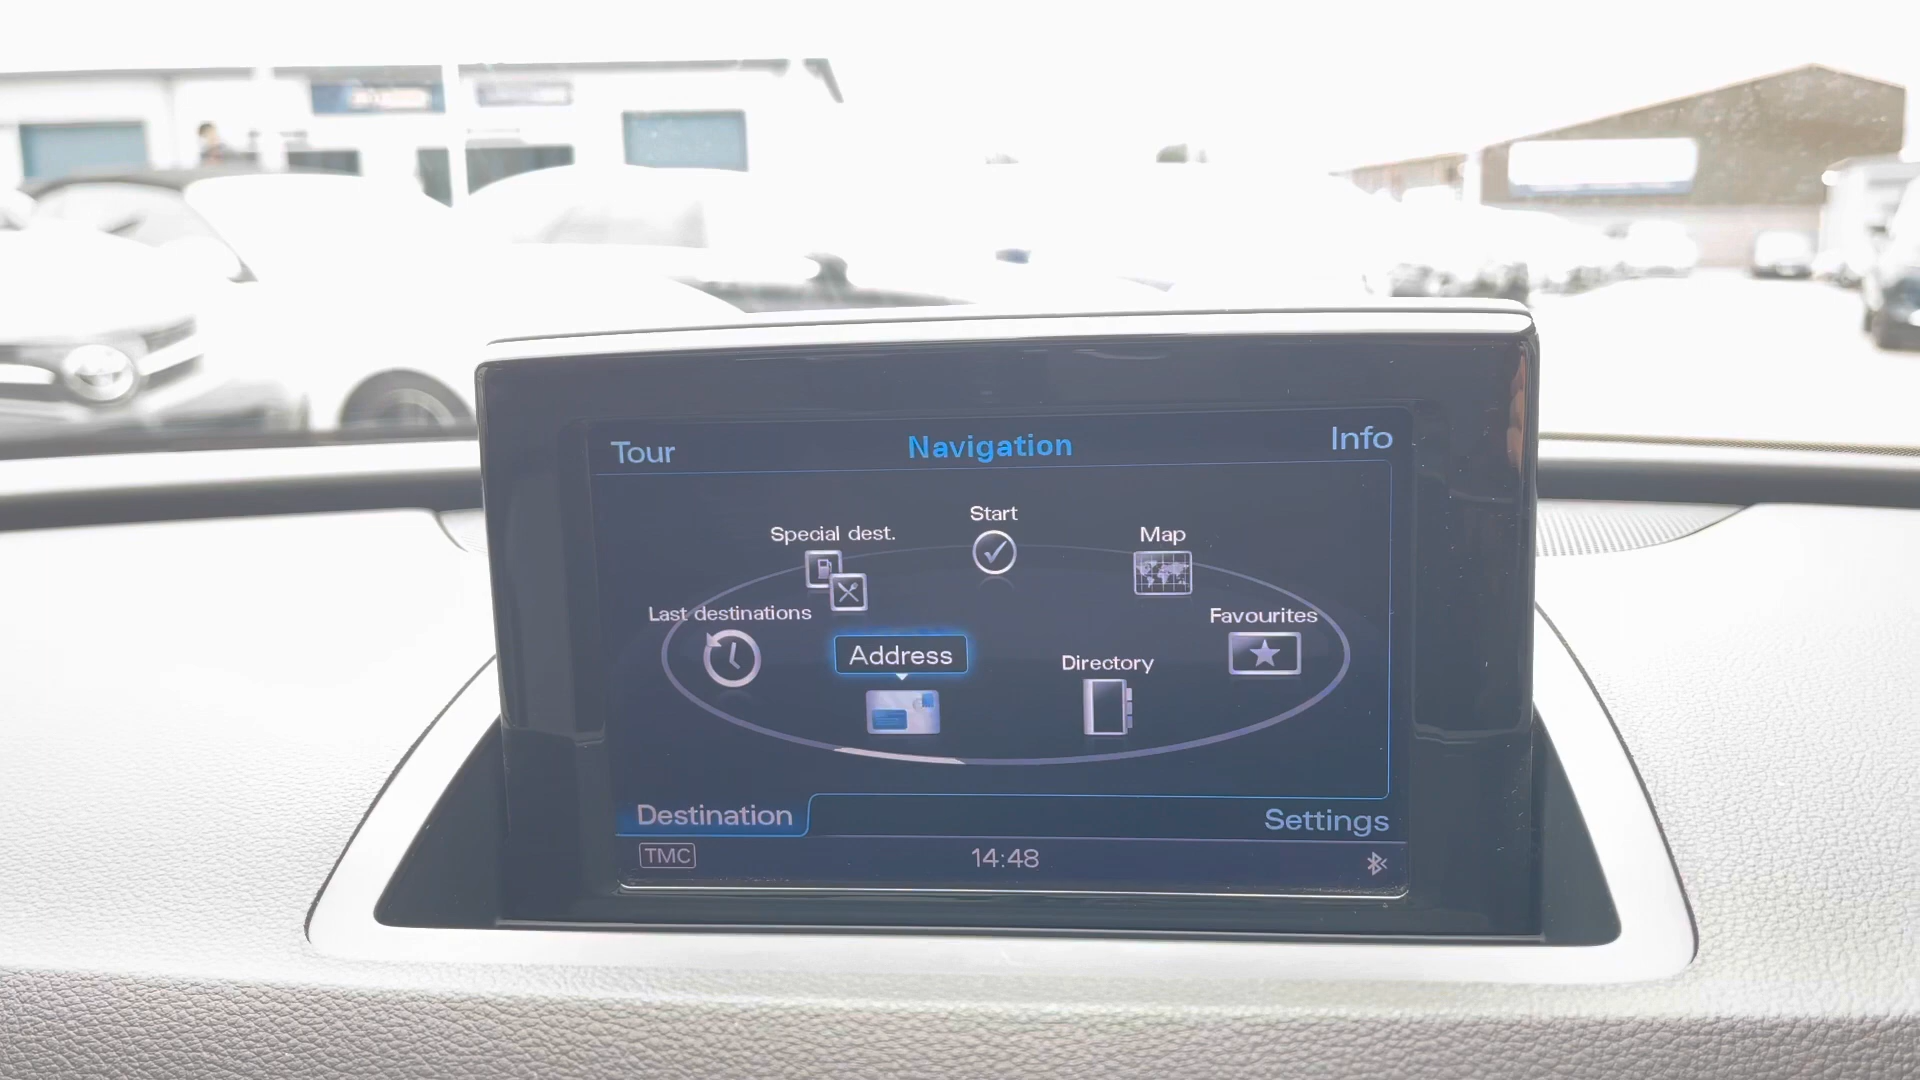 Tour
Navigation
Info
Start
Special dest.
Map
Last destinations
Favourites
Address
Directory
Destination
Settings
TMC
14:48